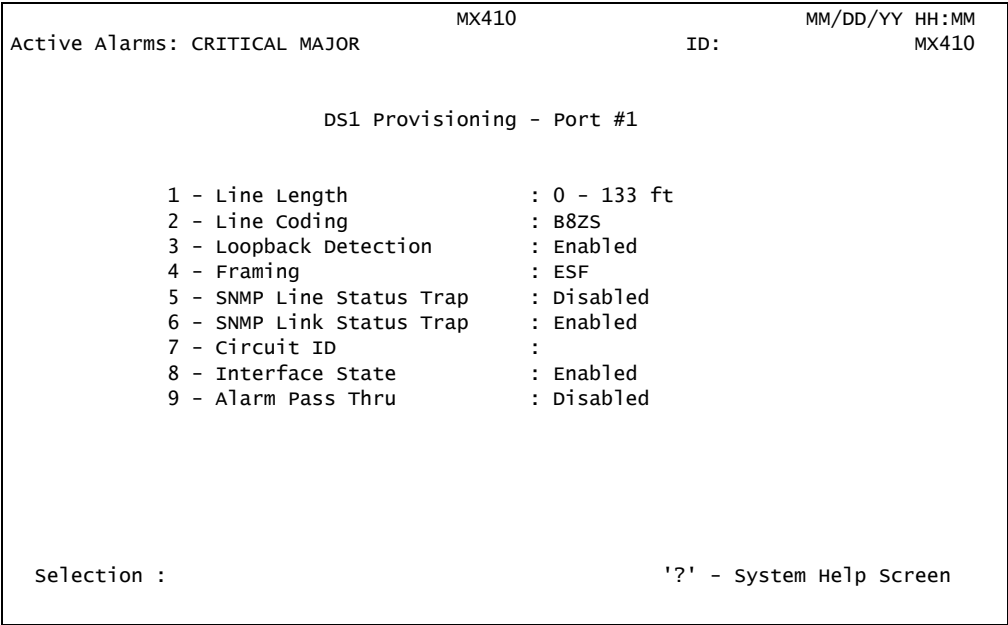 MX410 MM/DD/YY HH:MM
Active Alarms: CRITICAL MAJOR ID: MX410
DS1 Provisioning - Port #1
1 - Line Length : 0 - 133 ft
2 - Line Coding : B8ZS
3 - Loopback Detection : Enabled
4 - Framing : ESF
5 - SNMP Line Status Trap : Disabled
6 - SNMP Link Status Trap : Enabled
7 - Circuit ID :
8 - Interface State : Enabled
9 - Alarm Pass Thru : Disabled
Selection : '?' - System Help Screen